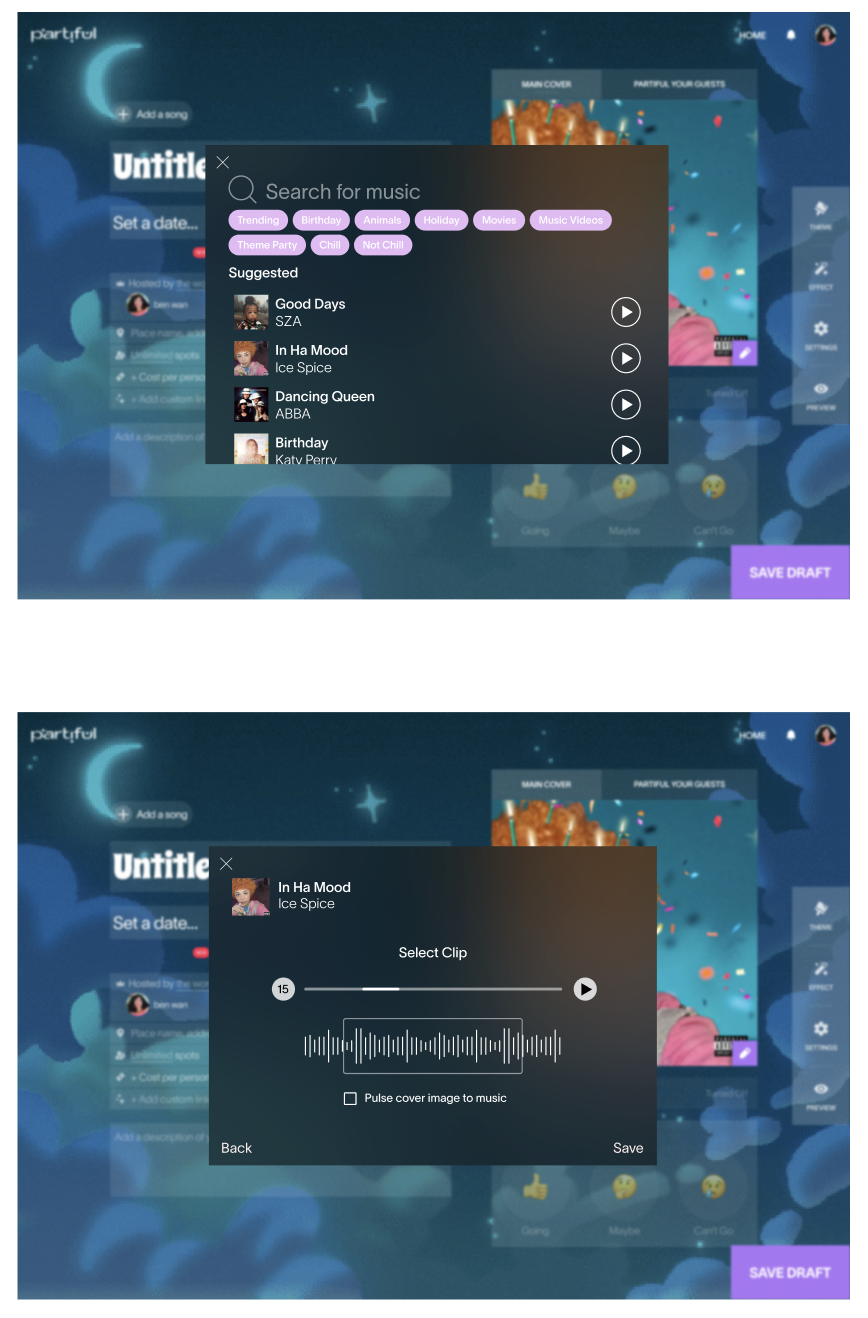 partiful
HOME
Add a song
MAIN COVER
PARTIFUL YOUR GUESTS
Untitle
Search for music
Trending
Birthday
Animals
Holiday
Movies
Music Videos
Theme Party
Chill
Not Chill
Set a date...
Suggested
Hosted by the wo
ben wan
Good Days
SZA
Place name, add
In Ha Mood
Ice Spice
Unlimited spots
+ Cost per perso
Dancing Queen
ABBA
+ Add custom lin
Add a description of
Birthday
Katy Perry
THEME
EFFECT
SETTINGS
PREVIEW
Going
Maybe
Can't Go
SAVE DRAFT
partiful
HOME
Add a song
MAIN COVER
PARTIFUL YOUR GUESTS
Untitle
In Ha Mood
Ice Spice
Set a date...
Select Clip
15
Hosted by the wor
ben wan
Place name, addr
Unlimited spots
+ Cost per person
+ Add custom link
Pulse cover image to music
Add a description of y
Back
Save
THEME
EFFECT
SETTINGS
PREVIEW
Going
Maybe
Can't Go
SAVE DRAFT